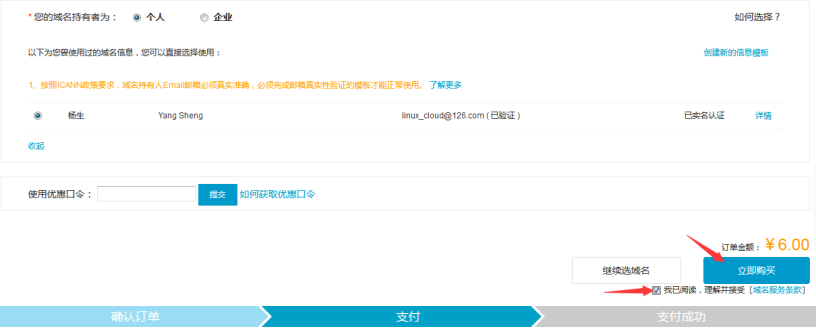 * 您的域名持有者为： 个人 企业 如何选择？
以下为您曾使用过的域名信息，您可以直接选择使用： 创建新的信息模板
1、按照ICANN政策要求，域名持有人Email邮箱必须真实准确，必须完成邮箱真实性验证的模板才能正常使用。 了解更多
杨生 Yang Sheng linux_cloud@126.com ( 已验证 ) 已实名认证 详情
收起
使用优惠口令： 提交 如何获取优惠口令
订单金额： ¥ 6.00
继续选域名 立即购买
我已阅读，理解并接受 [域名服务条款]
确认订单 支付 支付成功